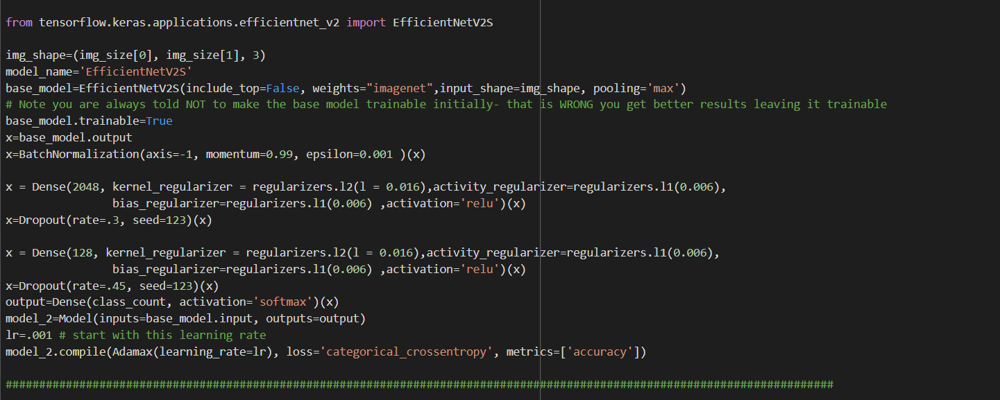 from tensorflow.keras.applications.efficientnet_v2 import EfficientNetV2S
img_shape=(img_size[0], img_size[1], 3)
model_name='EfficientNetV2S'
base_model=EfficientNetV2S(include_top=False, weights="imagenet",input_shape=img_shape, pooling='max')
# Note you are always told NOT to make the base model trainable initially- that is WRONG you get better results leaving it trainable
base_model.trainable=True
x=base_model.output
x=BatchNormalization(axis=-1, momentum=0.99, epsilon=0.001 )(x)
x = Dense(2048, kernel_regularizer = regularizers.l2(l = 0.016),activity_regularizer=regularizers.l1(0.006),
bias_regularizer=regularizers.l1(0.006) ,activation='relu')(x)
x=Dropout(rate=.3, seed=123)(x)
x = Dense(128, kernel_regularizer = regularizers.l2(l = 0.016),activity_regularizer=regularizers.l1(0.006),
bias_regularizer=regularizers.l1(0.006) ,activation='relu')(x)
x=Dropout(rate=.45, seed=123)(x)
output=Dense(class_count, activation='softmax')(x)
model_2=Model(inputs=base_model.input, outputs=output)
lr=.001 # start with this learning rate
model_2.compile(Adamax(learning_rate=lr), loss='categorical_crossentropy', metrics=['accuracy'])
############################################################################################################################